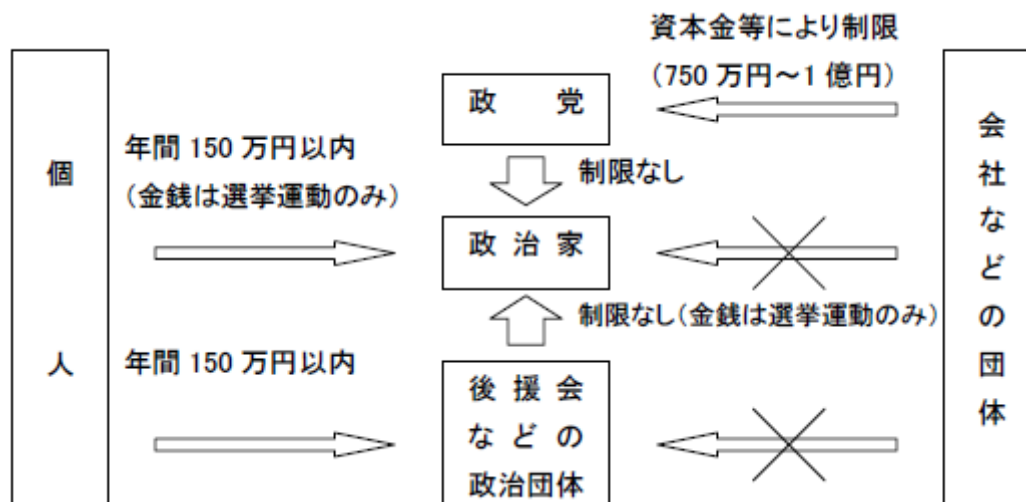 資本金等により制限
（750万円～1億円）
政　党
会社などの団体
個人
年間150万円以内
（金銭は選挙運動のみ）
制限なし
政治家
制限なし（金銭は選挙運動のみ）
年間150万円以内
後援会
などの
政治団体